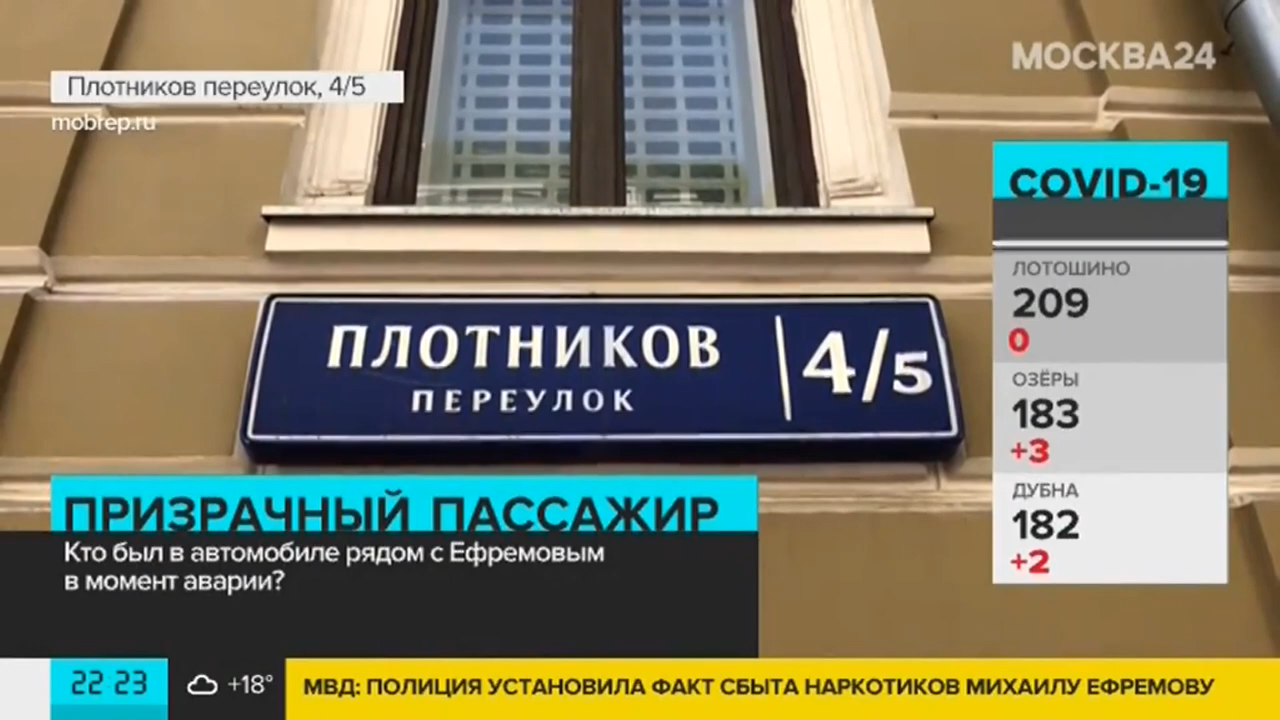 МОСКВА24
Плотников переулок, 4/5
mobrep.ru
COVID-19
ЛОТОШИНО
209
0
ОЗЁРЫ
183
+3
ДУБНА
182
+2
ПЛОТНИКОВ
ПЕРЕУЛОК
4/5
ПРИЗРАЧНЫЙ ПАССАЖИР
Кто был в автомобиле рядом с Ефремовым
в момент аварии?
22 23
+18°
МВД: ПОЛИЦИЯ УСТАНОВИЛА ФАКТ СБЫТА НАРКОТИКОВ МИХАИЛУ ЕФРЕМОВУ